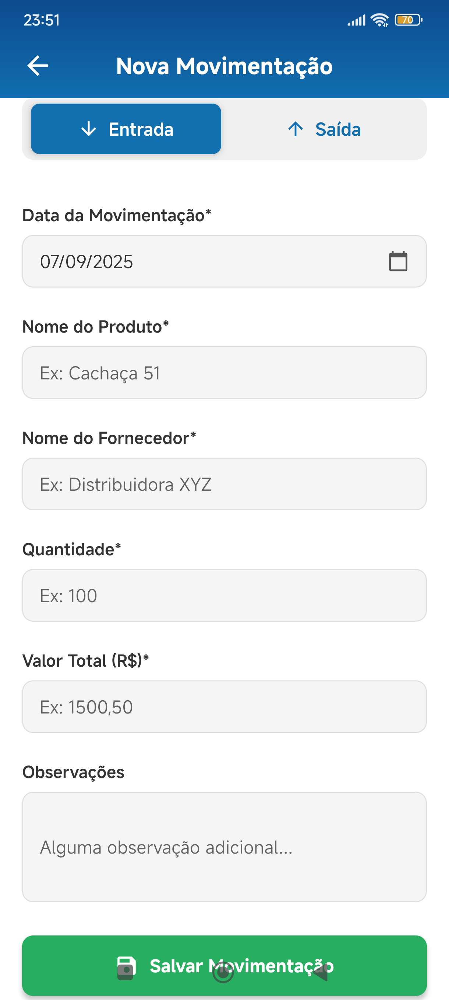 23:51
70
Nova Movimentação
Entrada
Saída
Data da Movimentação*
07/09/2025
Nome do Produto*
Ex: Cachaça 51
Nome do Fornecedor*
Ex: Distribuidora XYZ
Quantidade*
Ex: 100
Valor Total (R$)*
Ex: 1500,50
Observações
Alguma observação adicional...
Salvar Movimentação